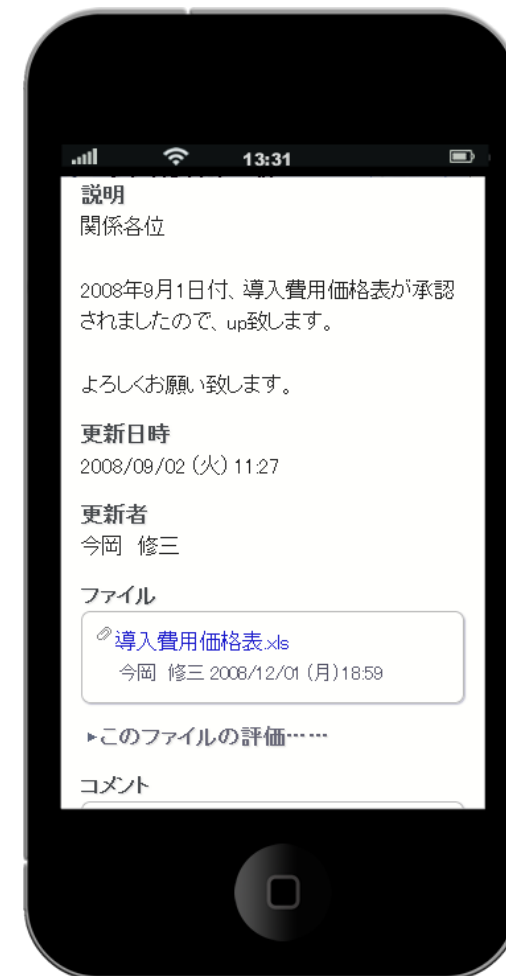 13:31
説明
関係各位
2008年9月1日付、導入費用価格表が承認
されましたので、up致します。
よろしくお願い致します。
更新日時
2008/09/02 (火) 11:27
更新者
今岡 修三
ファイル
導入費用価格表.xls
今岡 修三 2008/12/01 (月) 18:59
▸このファイルの評価……
コメント